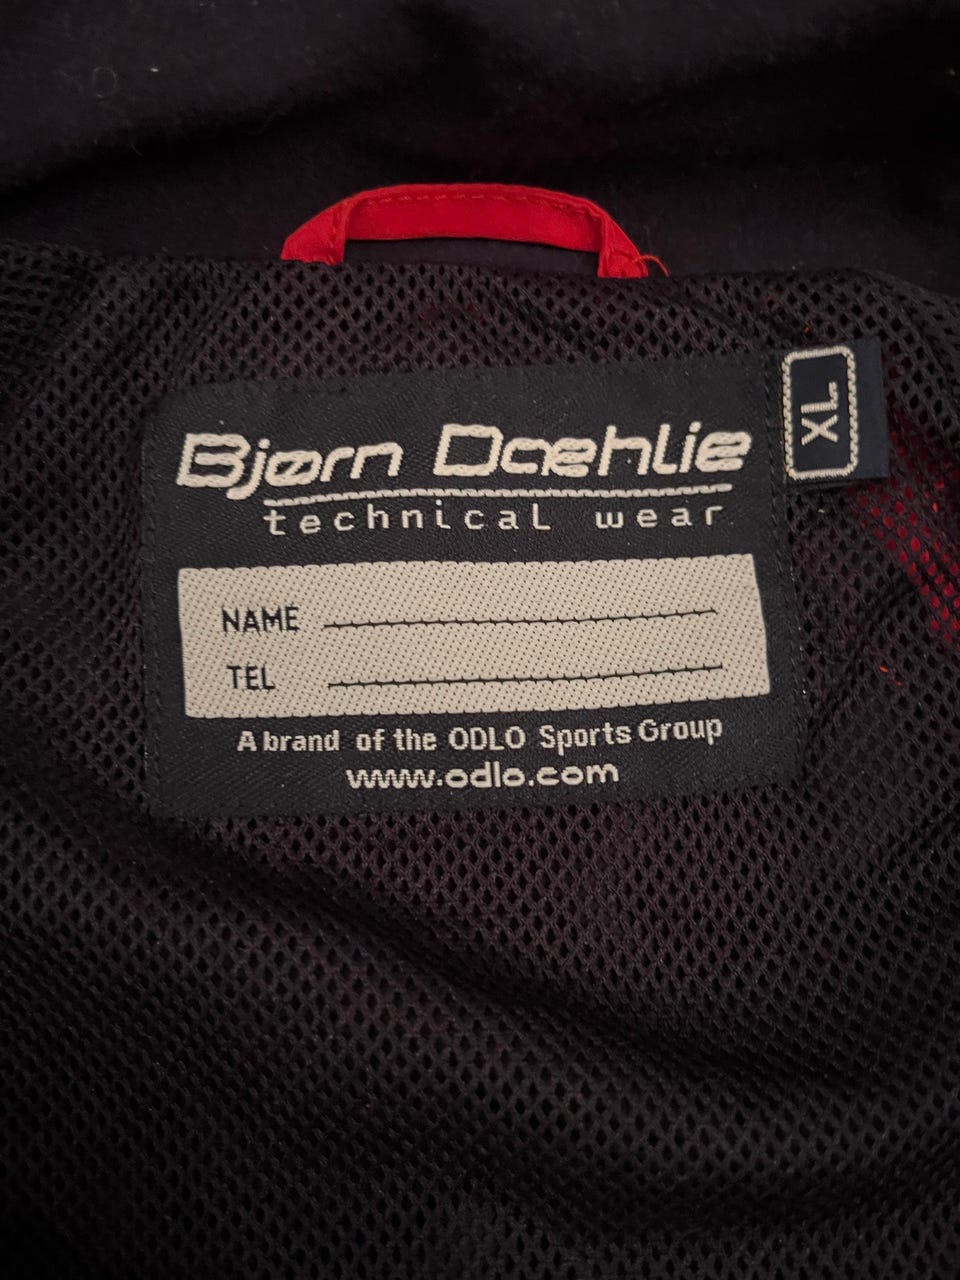 Bjørn Dæhlie
technical wear
XL
NAME
TEL
A brand of the ODLO Sports Group
www.odlo.com